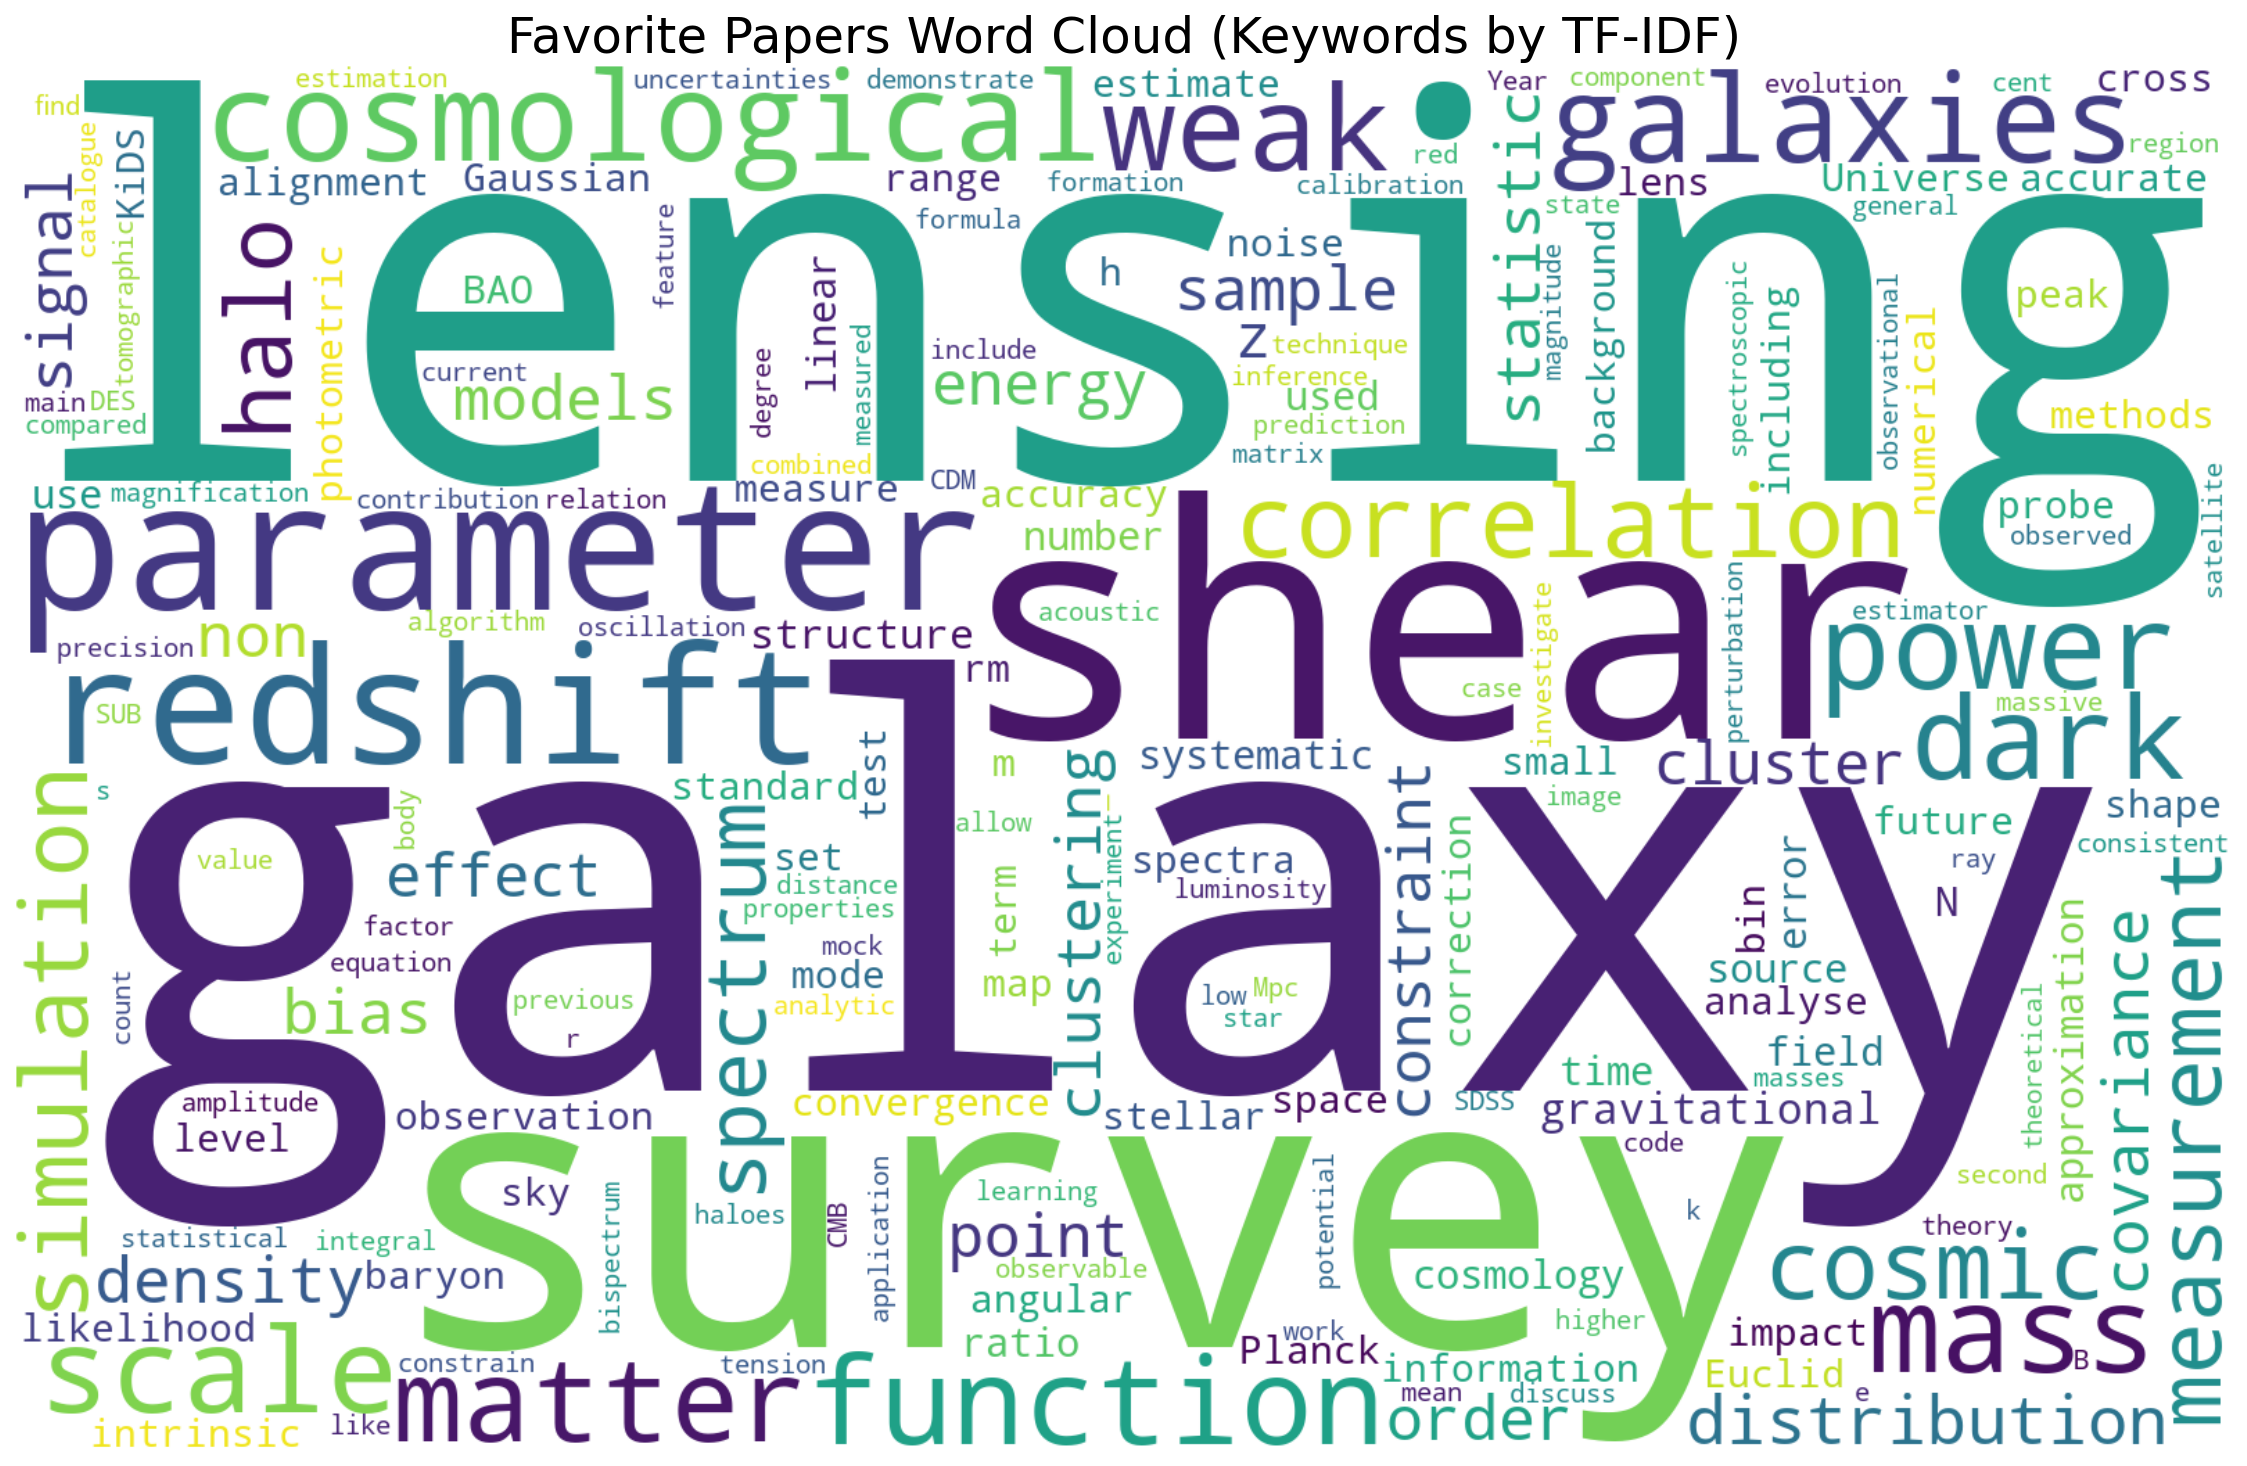 Favorite Papers Word Cloud (Keywords by TF-IDF)
lensing
galaxy
survey
shear
parameter
redshift
cosmological
weak
galaxies
halo
correlation
power
dark
function
matter
mass
cosmic
scale
measurement
simulation
spectrum
distribution
find
estimation
uncertainties
demonstrate
estimate
Year
component
evolution
cent
cross
region
red
signal
catalogue
KiDS
tomographic
alignment
Gaussian
range
formation
calibration
lens
Universe
accurate
general
state
statistic
formula
feature
BAO
h
noise
sample
z
technique
inference
used
prediction
matrix
magnitude
background
spectroscopic
including
observational
numerical
peak
methods
probe
observed
satellite
main
DES
compared
photometric
current
models
degree
linear
measured
include
energy
combined
use
magnification
contribution
relation
measure
CDM
accuracy
number
acoustic
algorithm
oscillation
structure
precision
non
rm
SUB
case
investigate
perturbation
estimator
massive
systematic
small
cluster
image
future
shape
consistent
ray
s
body
value
effect
factor
equation
standard
test
m
allow
clustering
experiment
_
set
distance
properties
mock
mode
analytic
term
map
spectra
luminosity
constraint
correction
low
Mpc
star
bin
error
N
source
analyse
field
time
masses
gravitational
approximation
theoretical
covariance
count
bias
previous
r
amplitude
level
observation
convergence
stellar
space
SDSS
code
second
theory
sky
statistical
integral
density
baryon
likelihood
bispectrum
haloes
CMB
application
learning
point
observable
angular
ratio
potential
k
cosmology
higher
impact
B
Planck
work
information
Euclid
mean
discuss
order
e
constrain
tension
intrinsic
like